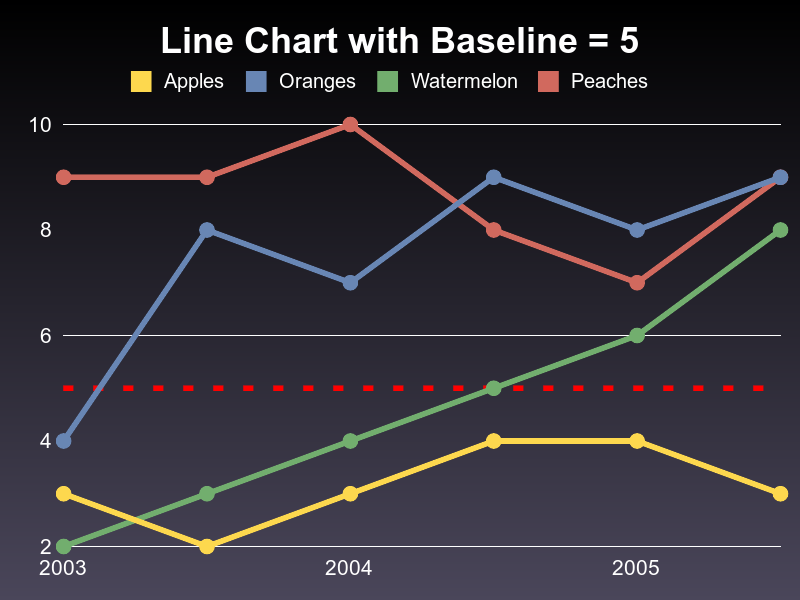 Line Chart with Baseline = 5
Apples Oranges Watermelon Peaches
10
8
6
4
2
2003 2004 2005